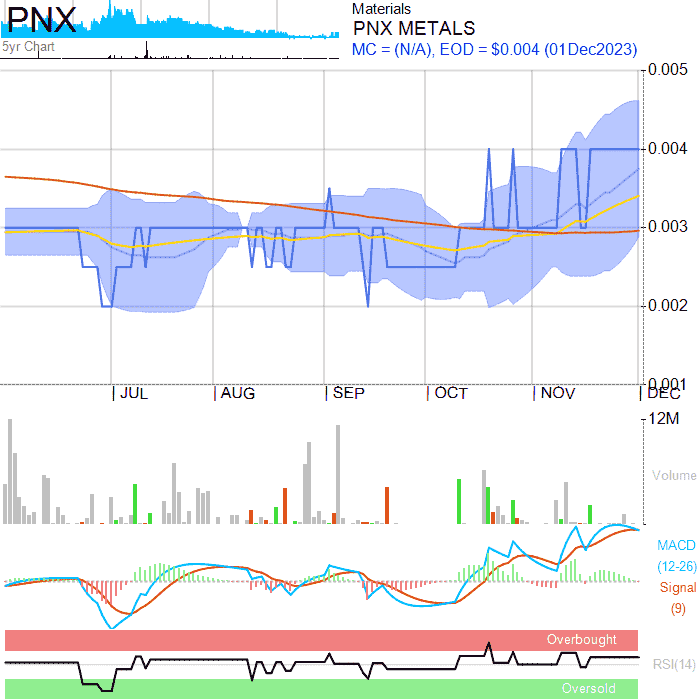 PNX
5yr Chart
Materials
PNX METALS
MC = (N/A), EOD = $0.004 (01Dec2023)
0.005
0.004
0.003
0.002
0.001
JUL AUG SEP OCT NOV DEC
12M
Volume
MACD
(12-26)
Signal
(9)
Overbought
RSI(14)
Oversold